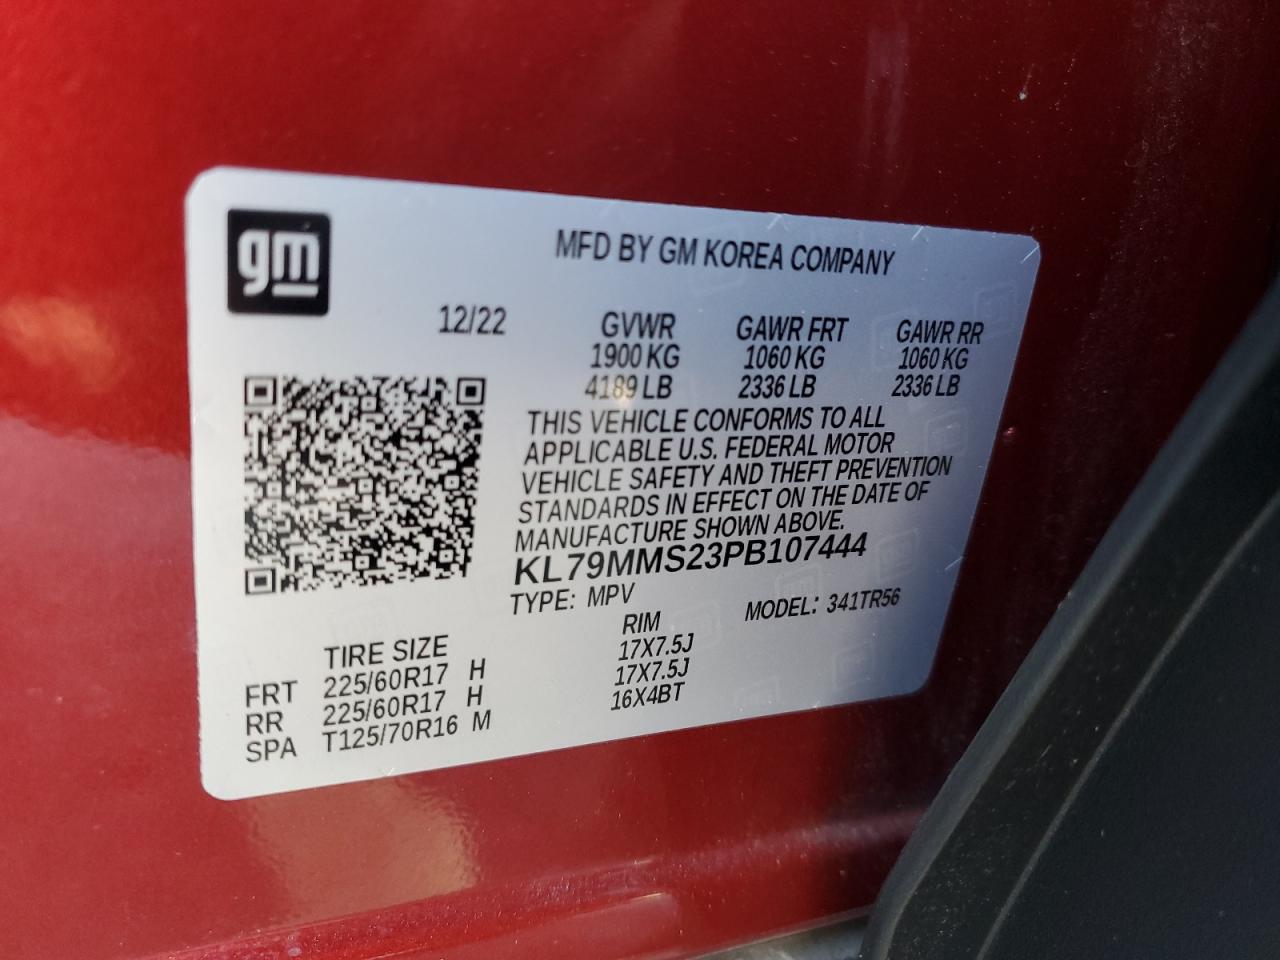 gm
MFD BY GM KOREA COMPANY
12/22 GVWR GAWR FRT GAWR RR
1900 KG 1060 KG 1060 KG
4189 LB 2336 LB 2336 LB
THIS VEHICLE CONFORMS TO ALL
APPLICABLE U.S. FEDERAL MOTOR
VEHICLE SAFETY AND THEFT PREVENTION
STANDARDS IN EFFECT ON THE DATE OF
MANUFACTURE SHOWN ABOVE.
KL79MMS23PB107444
TYPE: MPV MODEL: 341TR56
TIRE SIZE RIM
FRT 225/60R17 H 17X7.5J
RR 225/60R17 H 17X7.5J
SPA T125/70R16 M 16X4BT